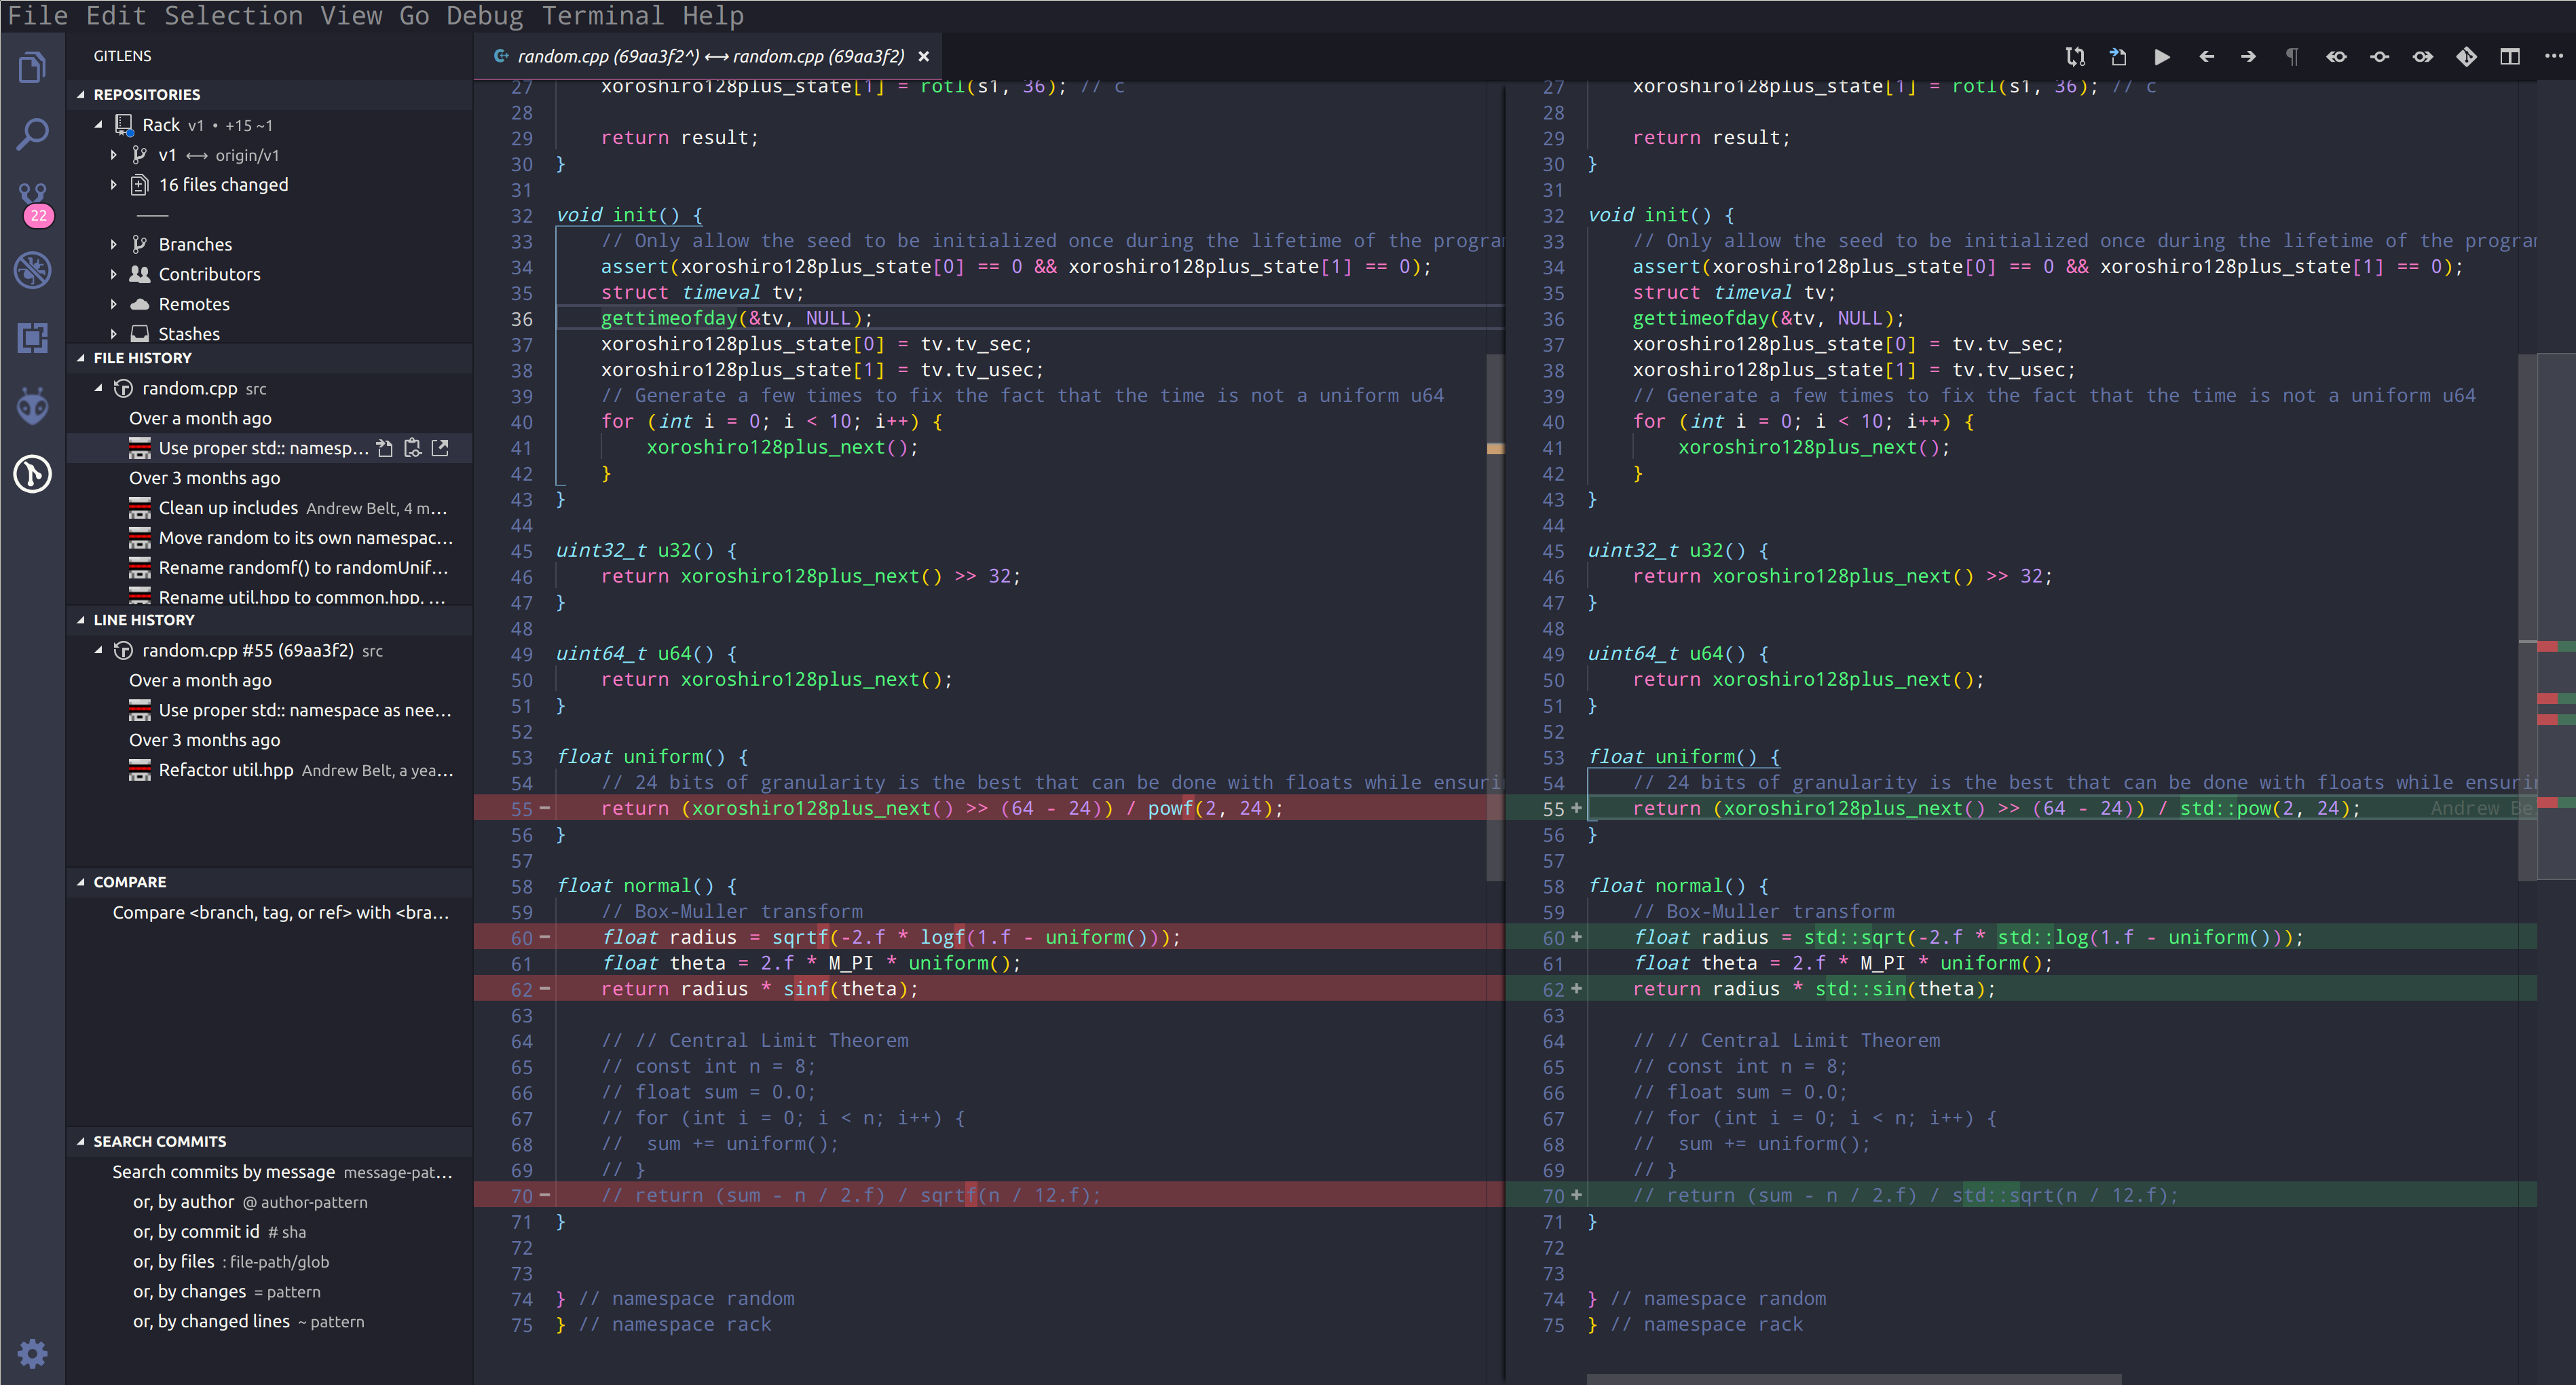 File Edit Selection View Go Debug Terminal Help
GITLENS
REPOSITORIES
Rack v1 • +15 ~1
v1 ⟷ origin/v1
16 files changed
22
Branches
Contributors
Remotes
Stashes
FILE HISTORY
random.cpp src
Over a month ago
Use proper std:: namesp...
Over 3 months ago
Clean up includes Andrew Belt, 4 m...
Move random to its own namespac...
Rename randomf() to randomUnif...
Rename util.hpp to common.hpp, ...
LINE HISTORY
random.cpp #55 (69aa3f2) src
Over a month ago
Use proper std:: namespace as nee...
Over 3 months ago
Refactor util.hpp Andrew Belt, a yea...
COMPARE
Compare <branch, tag, or ref> with <bra...
SEARCH COMMITS
Search commits by message message-pat...
or, by author @ author-pattern
or, by commit id # sha
or, by files : file-path/glob
or, by changes = pattern
or, by changed lines ~ pattern
random.cpp (69aa3f2^) ⟷ random.cpp (69aa3f2)
27 xoroshiro128plus_state[1] = rotl(s1, 36); // c
28
29 return result;
30 }
31
32 void init() {
33 // Only allow the seed to be initialized once during the lifetime of the progra
34 assert(xoroshiro128plus_state[0] == 0 && xoroshiro128plus_state[1] == 0);
35 struct timeval tv;
36 gettimeofday(&tv, NULL);
37 xoroshiro128plus_state[0] = tv.tv_sec;
38 xoroshiro128plus_state[1] = tv.tv_usec;
39 // Generate a few times to fix the fact that the time is not a uniform u64
40 for (int i = 0; i < 10; i++) {
41 xoroshiro128plus_next();
42 }
43 }
44
45 uint32_t u32() {
46 return xoroshiro128plus_next() >> 32;
47 }
48
49 uint64_t u64() {
50 return xoroshiro128plus_next();
51 }
52
53 float uniform() {
54 // 24 bits of granularity is the best that can be done with floats while ensuri
55 − return (xoroshiro128plus_next() >> (64 - 24)) / powf(2, 24);
56 }
57
58 float normal() {
59 // Box-Muller transform
60 − float radius = sqrtf(-2.f * logf(1.f - uniform()));
61 float theta = 2.f * M_PI * uniform();
62 − return radius * sinf(theta);
63
64 // // Central Limit Theorem
65 // const int n = 8;
66 // float sum = 0.0;
67 // for (int i = 0; i < n; i++) {
68 // sum += uniform();
69 // }
70 − // return (sum - n / 2.f) / sqrtf(n / 12.f);
71 }
72
73
74 } // namespace random
75 } // namespace rack
27 xoroshiro128plus_state[1] = rotl(s1, 36); // c
28
29 return result;
30 }
31
32 void init() {
33 // Only allow the seed to be initialized once during the lifetime of the progra
34 assert(xoroshiro128plus_state[0] == 0 && xoroshiro128plus_state[1] == 0);
35 struct timeval tv;
36 gettimeofday(&tv, NULL);
37 xoroshiro128plus_state[0] = tv.tv_sec;
38 xoroshiro128plus_state[1] = tv.tv_usec;
39 // Generate a few times to fix the fact that the time is not a uniform u64
40 for (int i = 0; i < 10; i++) {
41 xoroshiro128plus_next();
42 }
43 }
44
45 uint32_t u32() {
46 return xoroshiro128plus_next() >> 32;
47 }
48
49 uint64_t u64() {
50 return xoroshiro128plus_next();
51 }
52
53 float uniform() {
54 // 24 bits of granularity is the best that can be done with floats while ensuri
55 + return (xoroshiro128plus_next() >> (64 - 24)) / std::pow(2, 24); Andrew Be
56 }
57
58 float normal() {
59 // Box-Muller transform
60 + float radius = std::sqrt(-2.f * std::log(1.f - uniform()));
61 float theta = 2.f * M_PI * uniform();
62 + return radius * std::sin(theta);
63
64 // // Central Limit Theorem
65 // const int n = 8;
66 // float sum = 0.0;
67 // for (int i = 0; i < n; i++) {
68 // sum += uniform();
69 // }
70 + // return (sum - n / 2.f) / std::sqrt(n / 12.f);
71 }
72
73
74 } // namespace random
75 } // namespace rack